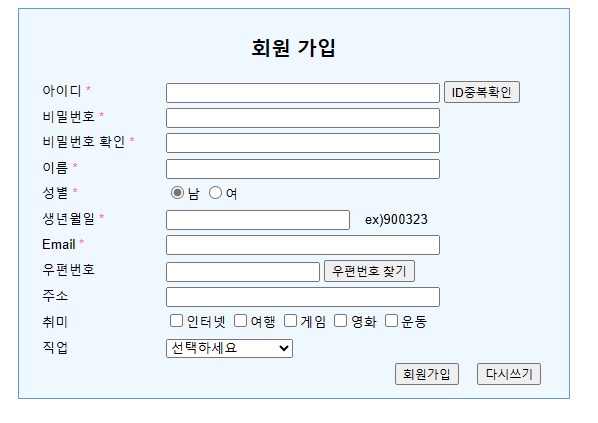 회원 가입
아이디 * ID중복확인
비밀번호 *
비밀번호 확인 *
이름 *
성별 * 남 여
생년월일 * ex)900323
Email *
우편번호 우편번호 찾기
주소
취미 인터넷 여행 게임 영화 운동
직업 선택하세요
회원가입 다시쓰기